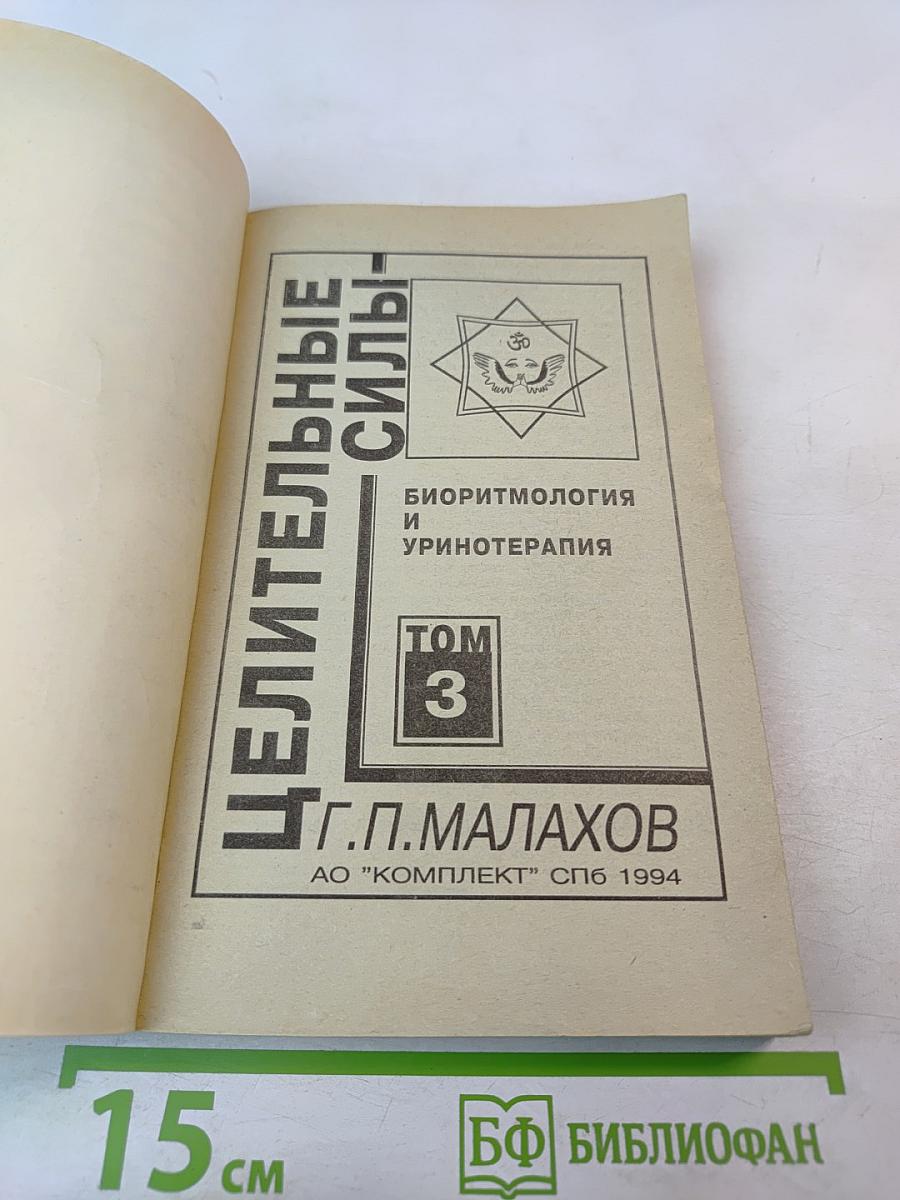 ЦЕЛИТЕЛЬНЫЕ
СИЛЫ–
ॐ
БИОРИТМОЛОГИЯ
И
УРИНОТЕРАПИЯ
ТОМ
3
Г.П.МАЛАХОВ
АО "КОМПЛЕКТ" СПб 1994
15 СМ
БФ БИБЛИОФАН